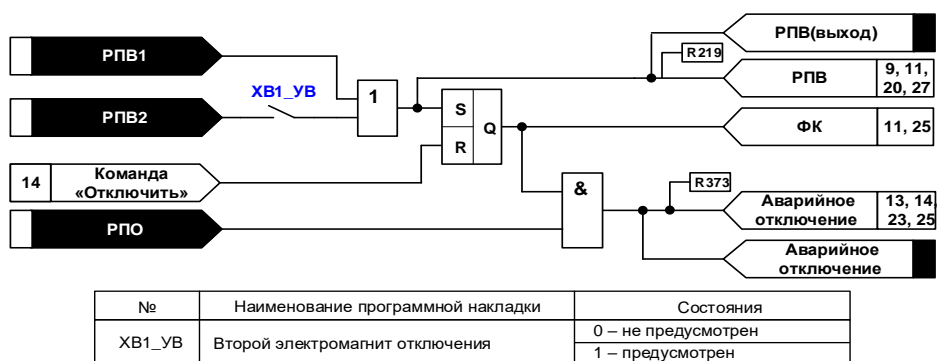 РПВ1
РПВ2
ХВ1_УВ
14
Команда
«Отключить»
РПО
1
S
R
Q
&
РПВ(выход)
R219
РПВ
9, 11,
20, 27
ФК
11, 25
R373
Аварийное
отключение
13, 14,
23, 25
Аварийное
отключение
№
Наименование программной накладки
Состояния
ХВ1_УВ
Второй электромагнит отключения
0 – не предусмотрен
1 – предусмотрен